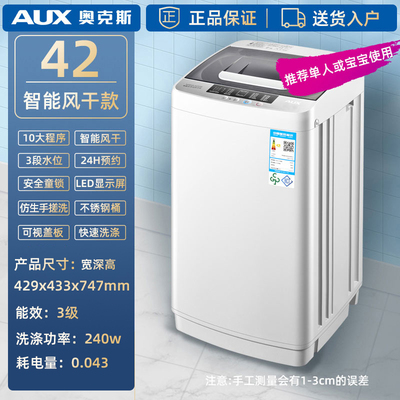 AUX 奥克斯 正品保证 送货入户
推荐单人或宝宝使用
42
智能风干款
10大程序 智能风干
3段水位 24H预约
安全童锁 LED显示屏
仿生手搓洗 不锈钢桶
可视盖板 快速洗涤
产品尺寸：宽深高
429x433x747mm
能效：3级
洗涤功率：240w
耗电量：0.043
注意:手工测量会有1-3cm的误差